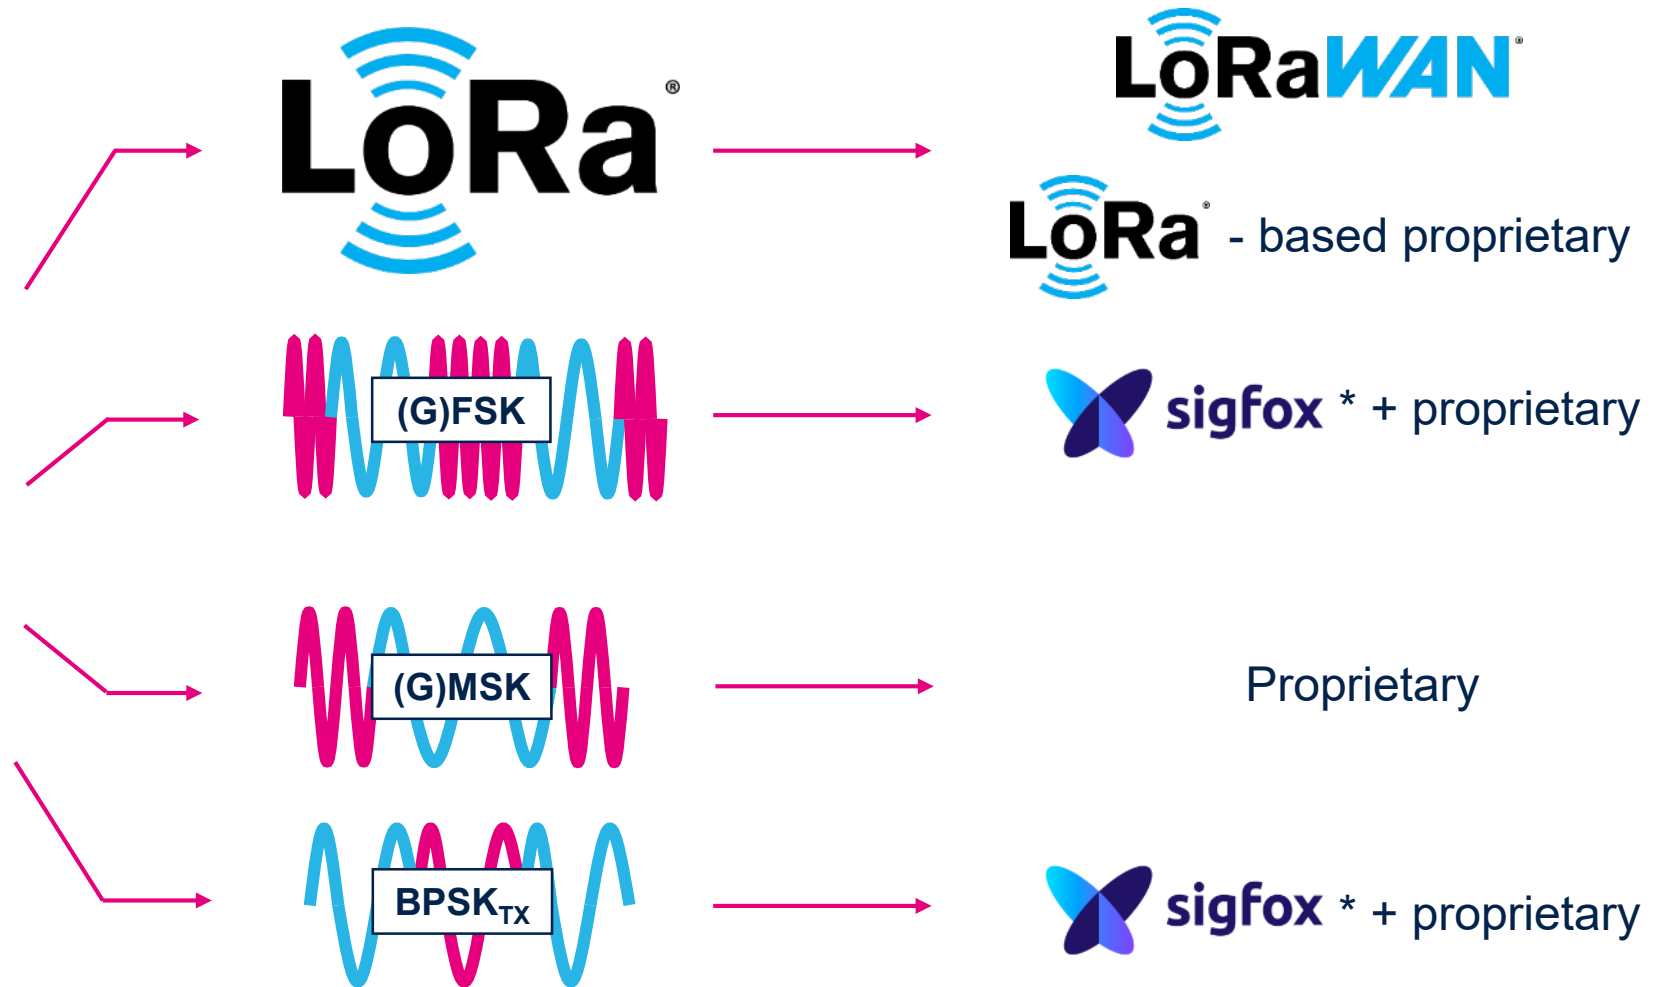 LoRa®
LoRaWAN®
LoRa® - based proprietary
(G)FSK
sigfox * + proprietary
(G)MSK
Proprietary
BPSKTX
sigfox * + proprietary